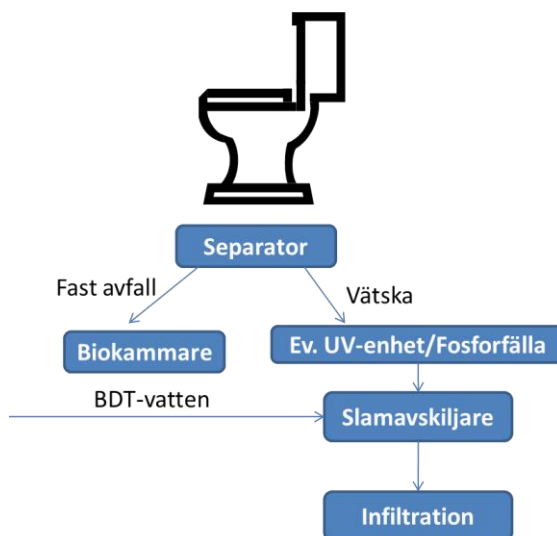 Separator
Fast avfall
Vätska
Biokammare
Ev. UV-enhet/Fosforfälla
BDT-vatten
Slamavskiljare
Infiltration